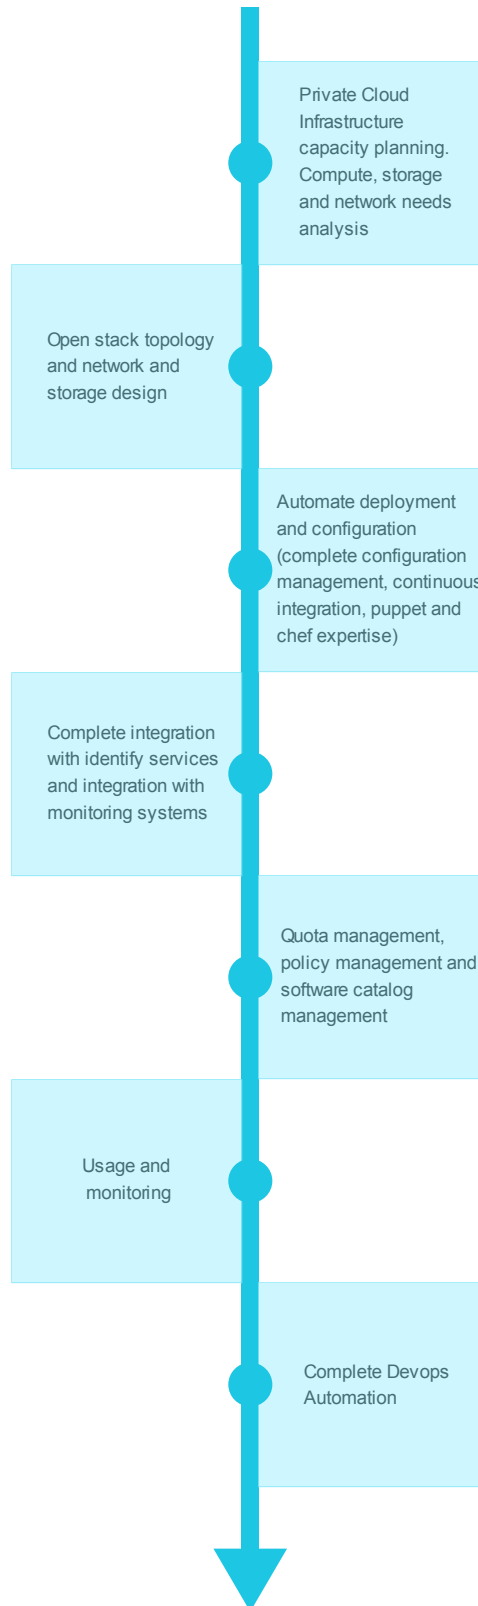 Private Cloud
Infrastructure
capacity planning.
Compute, storage
and network needs
analysis
Open stack topology
and network and
storage design
Automate deployment
and configuration
(complete configuration
management, continuous
integration, puppet and
chef expertise)
Complete integration
with identify services
and integration with
monitoring systems
Quota management,
policy management and
software catalog
management
Usage and
monitoring
Complete Devops
Automation